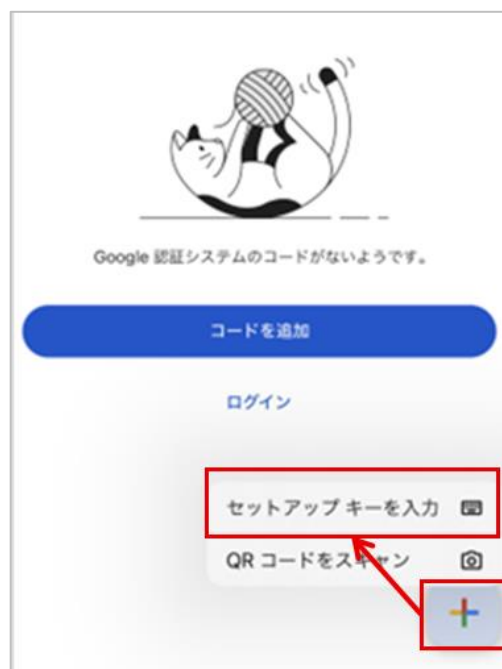 Google 認証システムのコードがないようです。
コードを追加
ログイン
セットアップ キーを入力
QR コードをスキャン